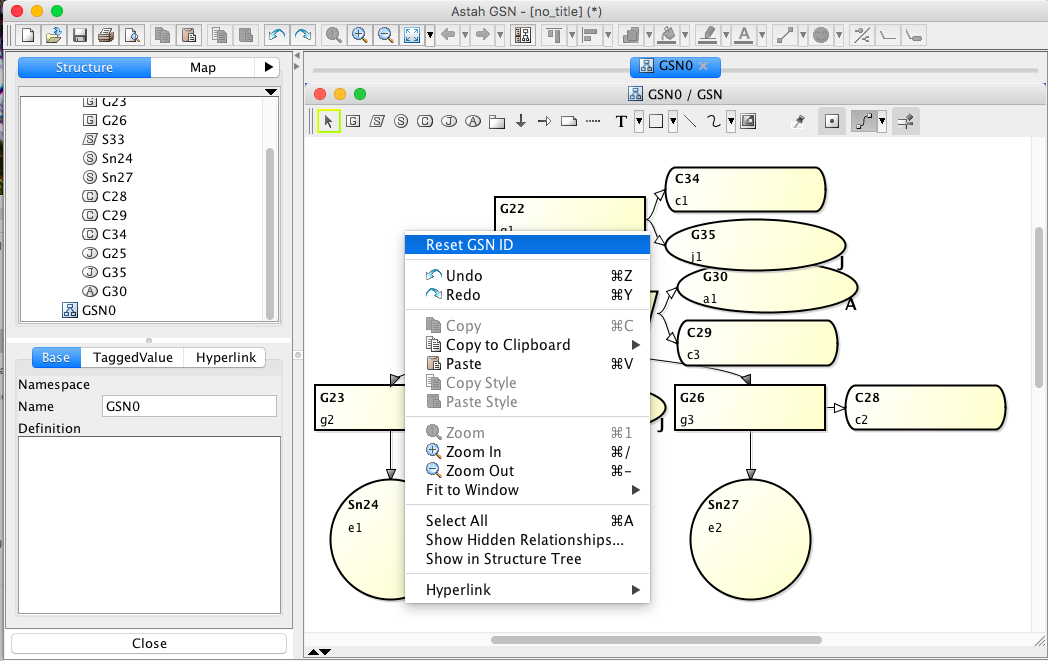 Astah GSN - [no_title] (*)
Structure
Map
G23
G26
S33
Sn24
Sn27
C28
C29
C34
G25
G35
G30
GSN0
Base
TaggedValue
Hyperlink
Namespace
Name
GSN0
Definition
Close
GSN0
GSN0 / GSN
T
G22
C34
c1
G35
j1
J
G30
a1
A
C29
c3
G23
g2
J
G26
g3
C28
c2
Sn24
e1
Sn27
e2
Reset GSN ID
Undo ⌘Z
Redo ⌘Y
Copy ⌘C
Copy to Clipboard
Paste ⌘V
Copy Style
Paste Style
Zoom ⌘1
Zoom In ⌘/
Zoom Out ⌘-
Fit to Window
Select All ⌘A
Show Hidden Relationships...
Show in Structure Tree
Hyperlink